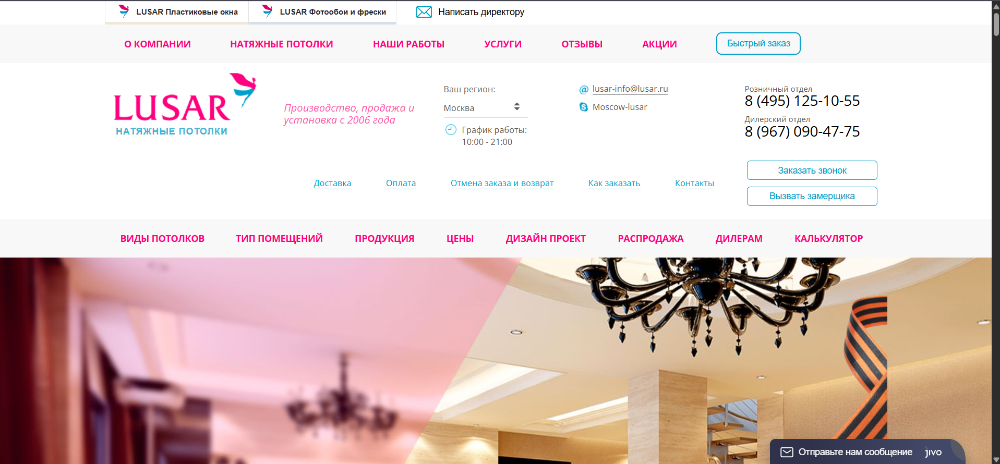 LUSAR Пластиковые окна
LUSAR Фотообои и фрески
Написать директору
О КОМПАНИИ
НАТЯЖНЫЕ ПОТОЛКИ
НАШИ РАБОТЫ
УСЛУГИ
ОТЗЫВЫ
АКЦИИ
Быстрый заказ
LUSAR
НАТЯЖНЫЕ ПОТОЛКИ
Производство, продажа и
установка с 2006 года
Ваш регион:
Москва
График работы:
10:00 - 21:00
lusar-info@lusar.ru
Moscow-lusar
Розничный отдел
8 (495) 125-10-55
Дилерский отдел
8 (967) 090-47-75
Заказать звонок
Вызвать замерщика
Доставка
Оплата
Отмена заказа и возврат
Как заказать
Контакты
ВИДЫ ПОТОЛКОВ
ТИП ПОМЕЩЕНИЙ
ПРОДУКЦИЯ
ЦЕНЫ
ДИЗАЙН ПРОЕКТ
РАСПРОДАЖА
ДИЛЕРАМ
КАЛЬКУЛЯТОР
Отправьте нам сообщение
jivo